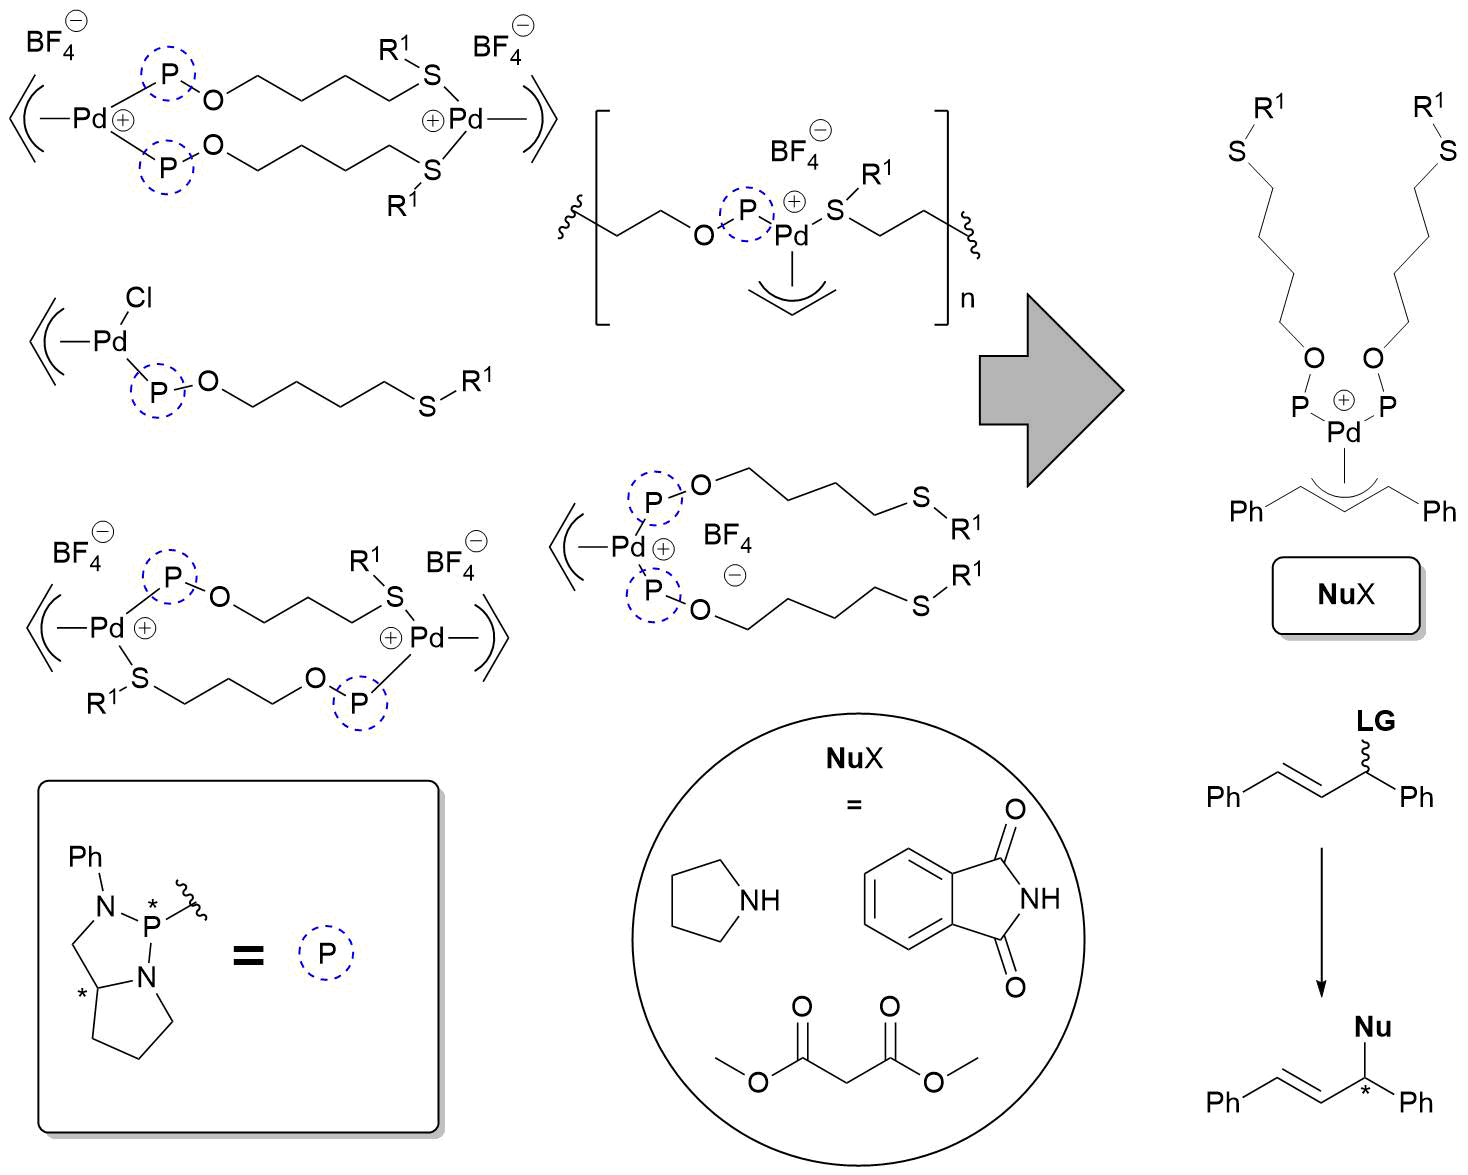 BF4⊖
R1
BF4⊖
P
O
S
Pd⊕
⊕Pd
P
O
S
R1
BF4⊖
R1
P
⊕
S
O
Pd
n
Cl
Pd
P
O
S
R1
R1
R1
S
S
O
O
P
⊕
P
Pd
Ph
Ph
P
O
S
R1
Pd⊕
BF4
⊖
P
O
S
R1
BF4⊖
R1
BF4⊖
P
O
S
Pd⊕
⊕Pd
S
O
R1
P
NuX
NuX
=
O
NH
NH
O
O
O
O
O
LG
Ph
Ph
Nu
Ph
*
Ph
Ph
N
*
P
N
*
=
P